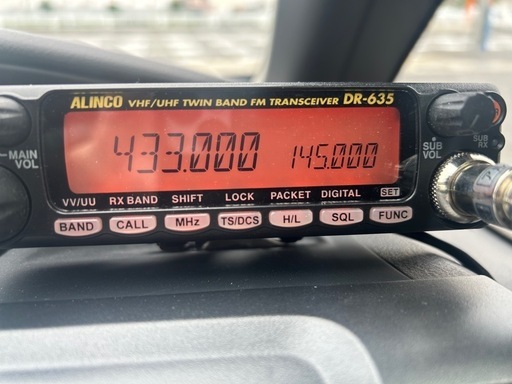 ALINCO VHF/UHF TWIN BAND FM TRANSCEIVER DR-635
433.000 145.000
MAIN VOL
SUB VOL
SUB RX
VV/UU RX BAND SHIFT LOCK PACKET DIGITAL SET
BAND CALL MHz TS/DCS H/L SQL FUNC